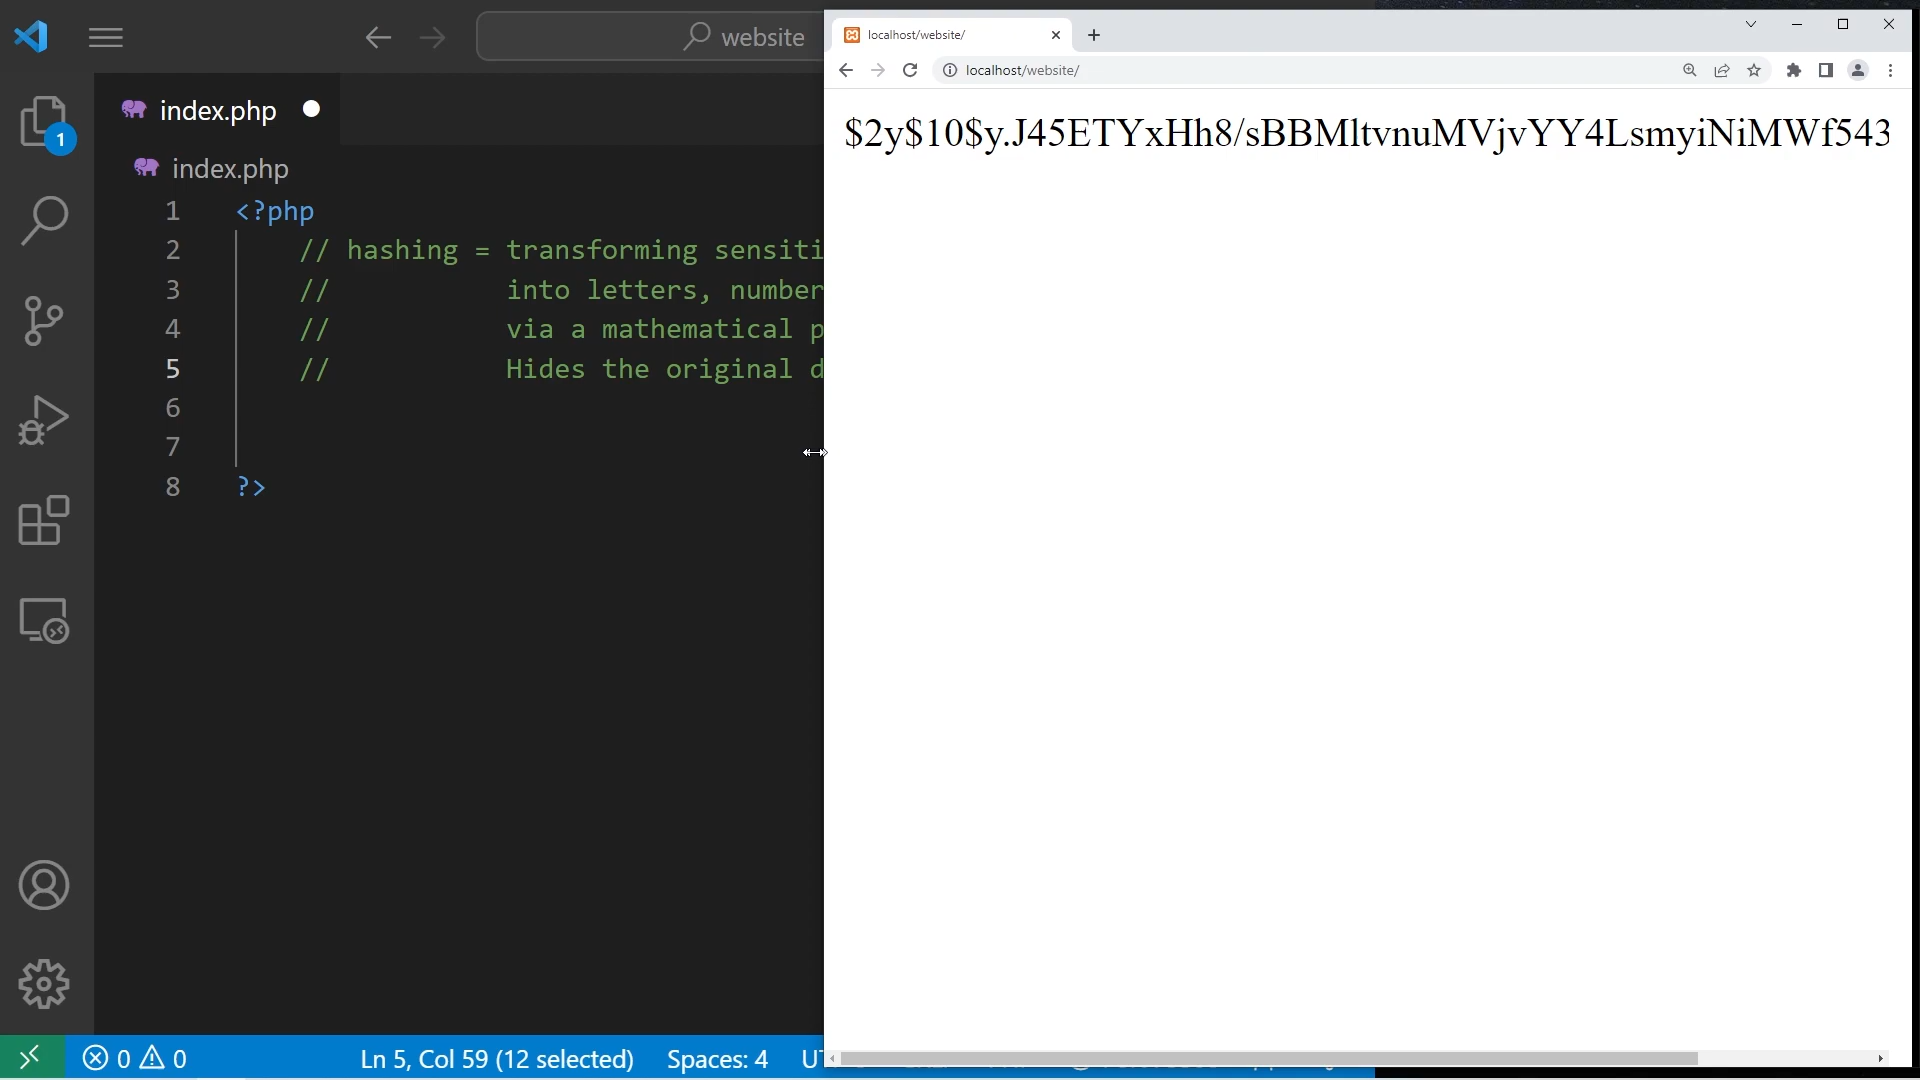 website
index.php
index.php
1 <?php
2 // hashing = transforming
3 // into letters,
4 // via a mathematical
5 // Hides the original
6
7
8 ?>
1
0 0
Ln 5, Col 59 (12 selected)
Spaces: 4
localhost/website/
localhost/website/
$2y$10$y.J45ETYxHh8/sBBMltvnuMVjvYY4LsmyiNiMWf543